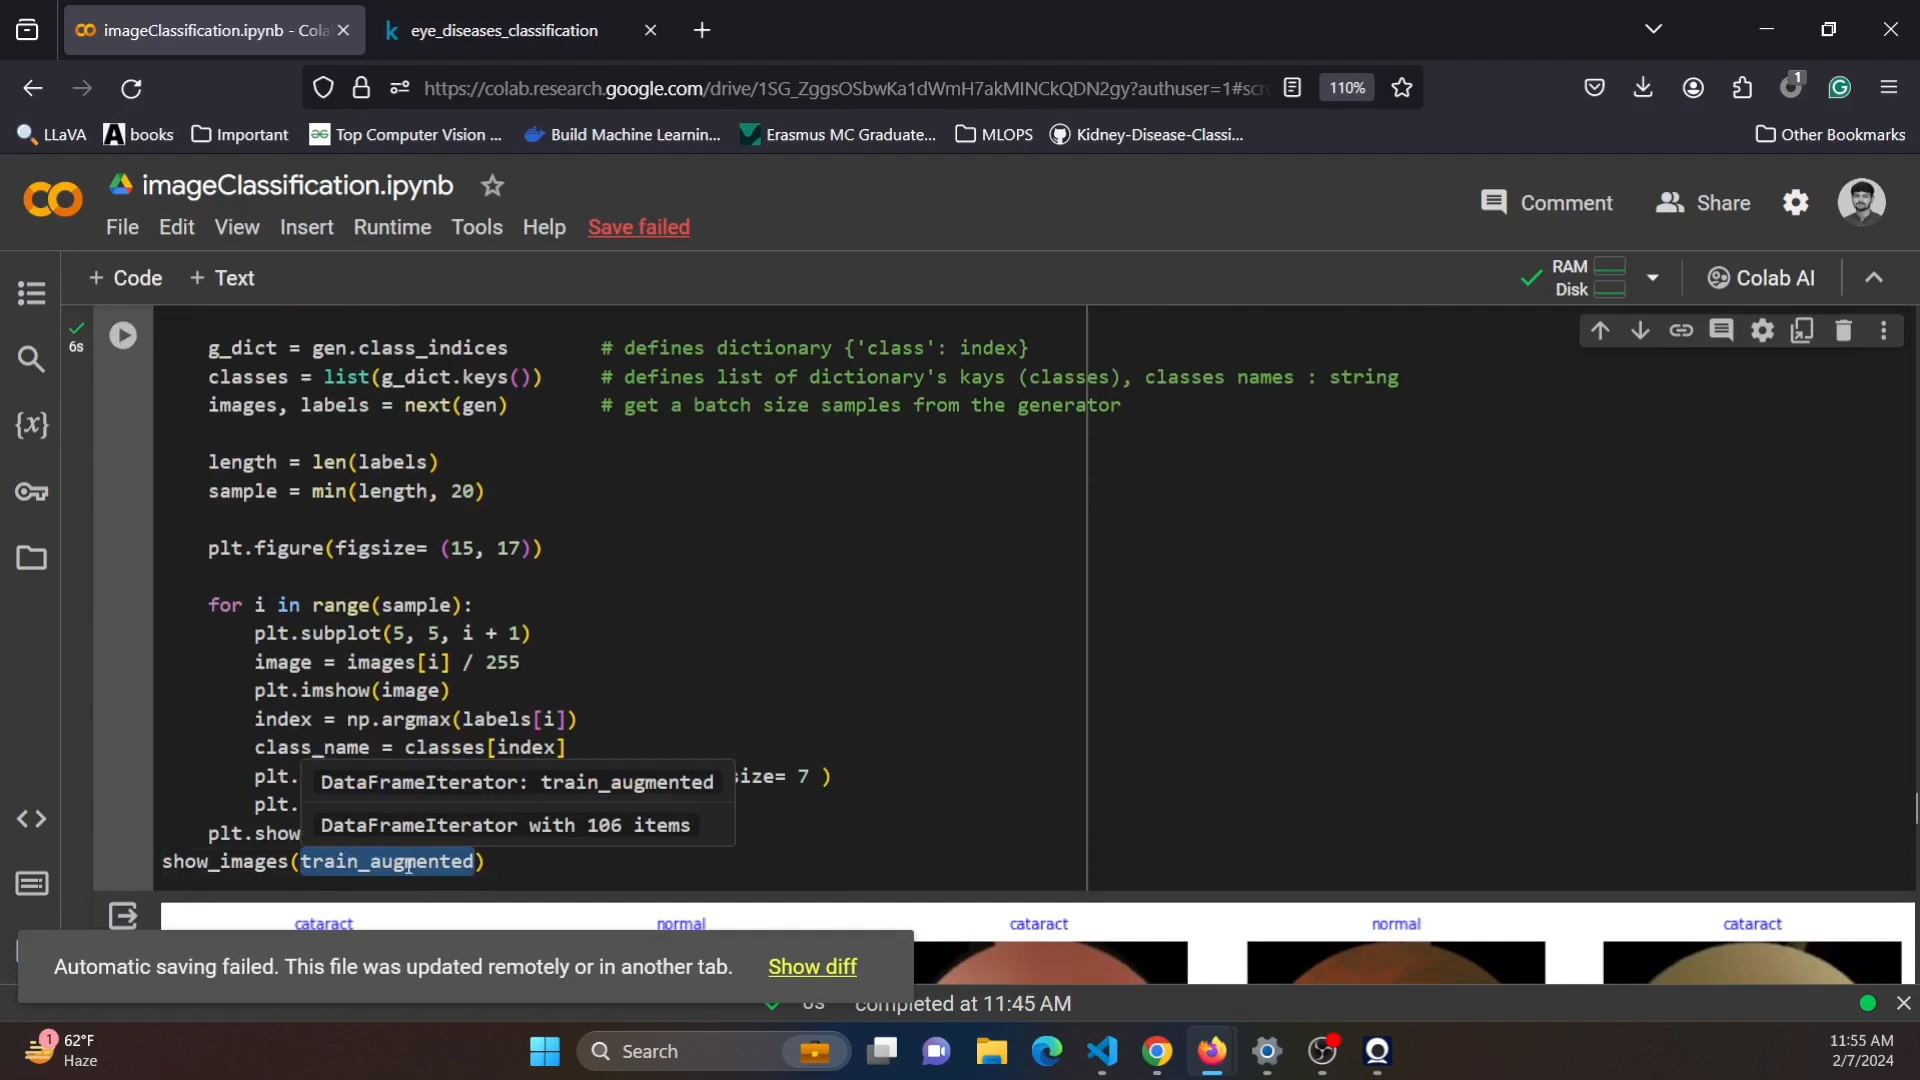 imageClassification.ipynb - Cola
eye_diseases_classification
https://colab.research.google.com/drive/1SG_ZggsOSbwKa1dWmH7akMINCkQDN2gy?authuser=1#scro
110%
1
LLaVA
books
Important
Top Computer Vision ...
Build Machine Learnin...
Erasmus MC Graduate...
MLOPS
Kidney-Disease-Classi...
Other Bookmarks
imageClassification.ipynb
Comment
Share
File Edit View Insert Runtime Tools Help Save failed
+ Code + Text
RAM
Disk
Colab AI
6s
g_dict = gen.class_indices # defines dictionary {'class': index}
classes = list(g_dict.keys()) # defines list of dictionary's kays (classes), classes names : string
images, labels = next(gen) # get a batch size samples from the generator
length = len(labels)
sample = min(length, 20)
plt.figure(figsize= (15, 17))
for i in range(sample):
plt.subplot(5, 5, i + 1)
image = images[i] / 255
plt.imshow(image)
index = np.argmax(labels[i])
class_name = classes[index]
plt. size= 7 )
DataFrameIterator: train_augmented
plt.
DataFrameIterator with 106 items
plt.show
show_images(train_augmented)
cataract normal cataract normal cataract
Automatic saving failed. This file was updated remotely or in another tab. Show diff
completed at 11:45 AM
1
62°F
Haze
Search
11:55 AM
2/7/2024